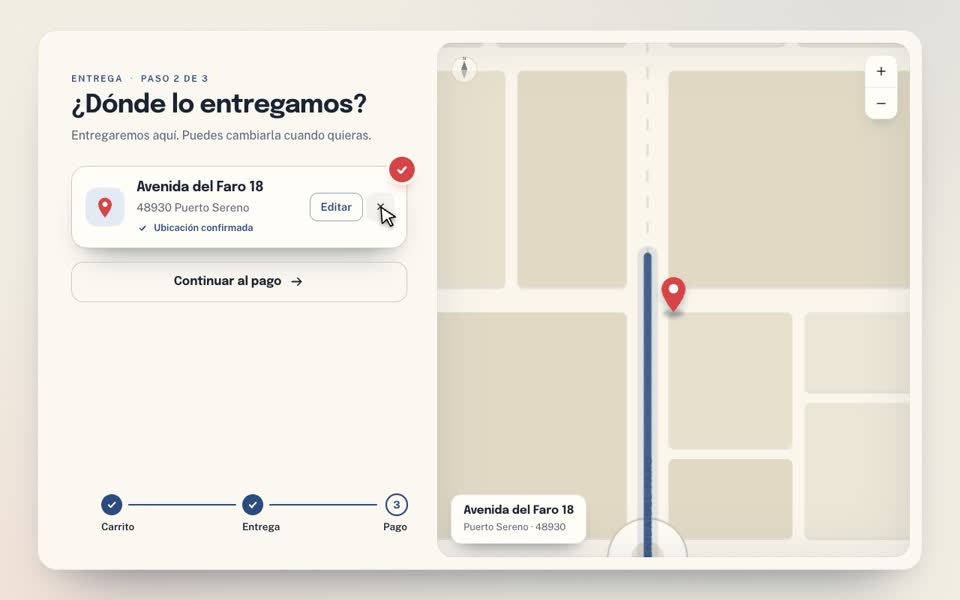 ENTREGA · PASO 2 DE 3
¿Dónde lo entregamos?
Entregaremos aquí. Puedes cambiarla cuando quieras.
Avenida del Faro 18
48930 Puerto Sereno
Ubicación confirmada
Editar
×
Continuar al pago →
Carrito
Entrega
3
Pago
N
+
−
Avenida del Faro 18
Puerto Sereno · 48930